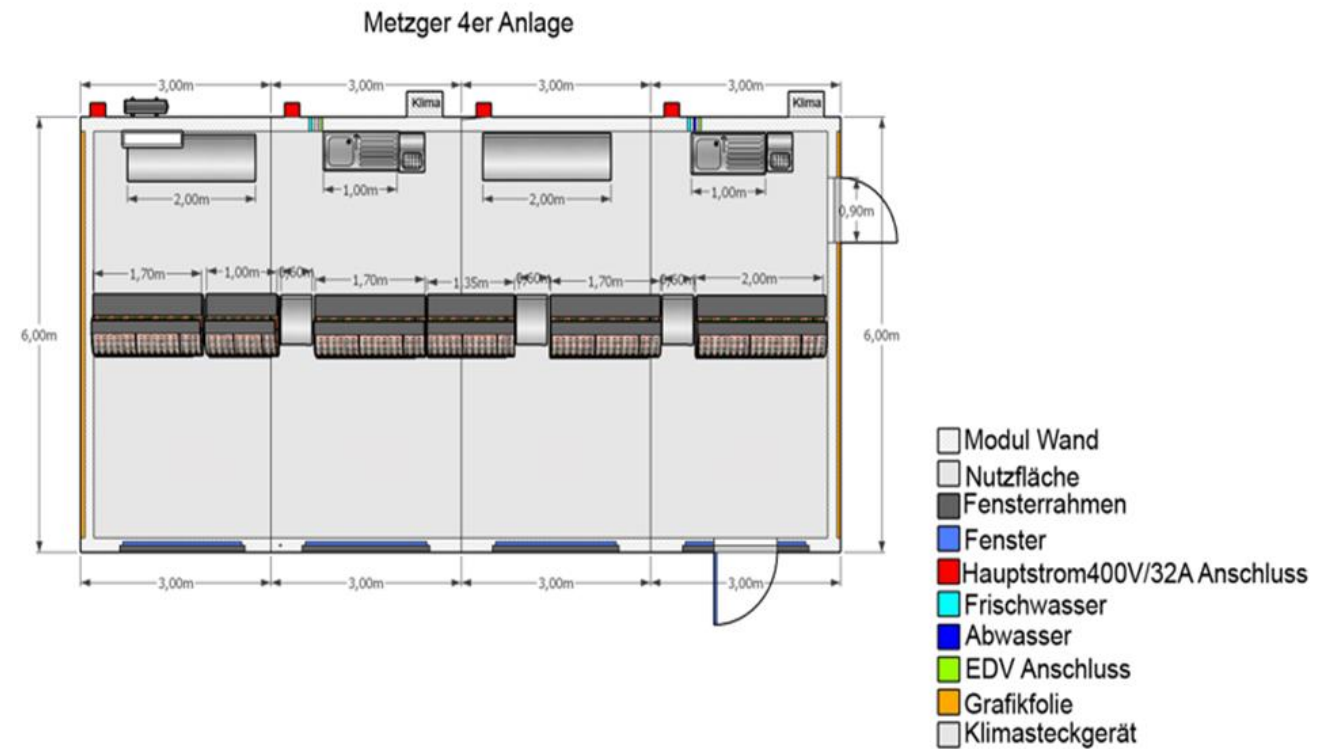 Metzger 4er Anlage
3,00m 3,00m 3,00m 3,00m
Klima Klima
2,00m 1,00m 2,00m 1,00m
0,90m
1,70m 1,00m 0,60m 1,70m 1,35m 0,60m 1,70m 0,60m 2,00m
6,00m 6,00m
3,00m 3,00m 3,00m 3,00m
Modul Wand
Nutzfläche
Fensterrahmen
Fenster
Hauptstrom400V/32A Anschluss
Frischwasser
Abwasser
EDV Anschluss
Grafikfolie
Klimasteckgerät